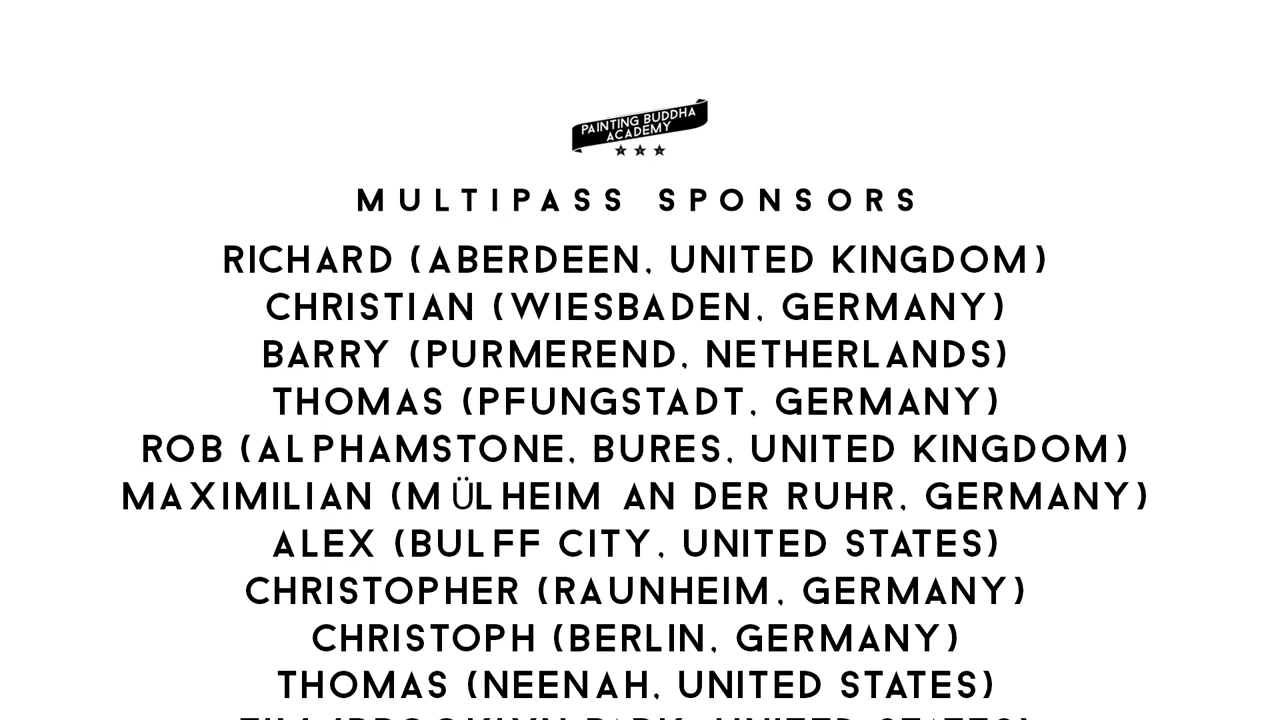 PAINTING BUDDHA
ACADEMY
MULTIPASS SPONSORS
RICHARD (ABERDEEN, UNITED KINGDOM)
CHRISTIAN (WIESBADEN, GERMANY)
BARRY (PURMEREND, NETHERLANDS)
THOMAS (PFUNGSTADT, GERMANY)
ROB (ALPHAMSTONE, BURES, UNITED KINGDOM)
MAXIMILIAN (MÜLHEIM AN DER RUHR, GERMANY)
ALEX (BULFF CITY, UNITED STATES)
CHRISTOPHER (RAUNHEIM, GERMANY)
CHRISTOPH (BERLIN, GERMANY)
THOMAS (NEENAH, UNITED STATES)